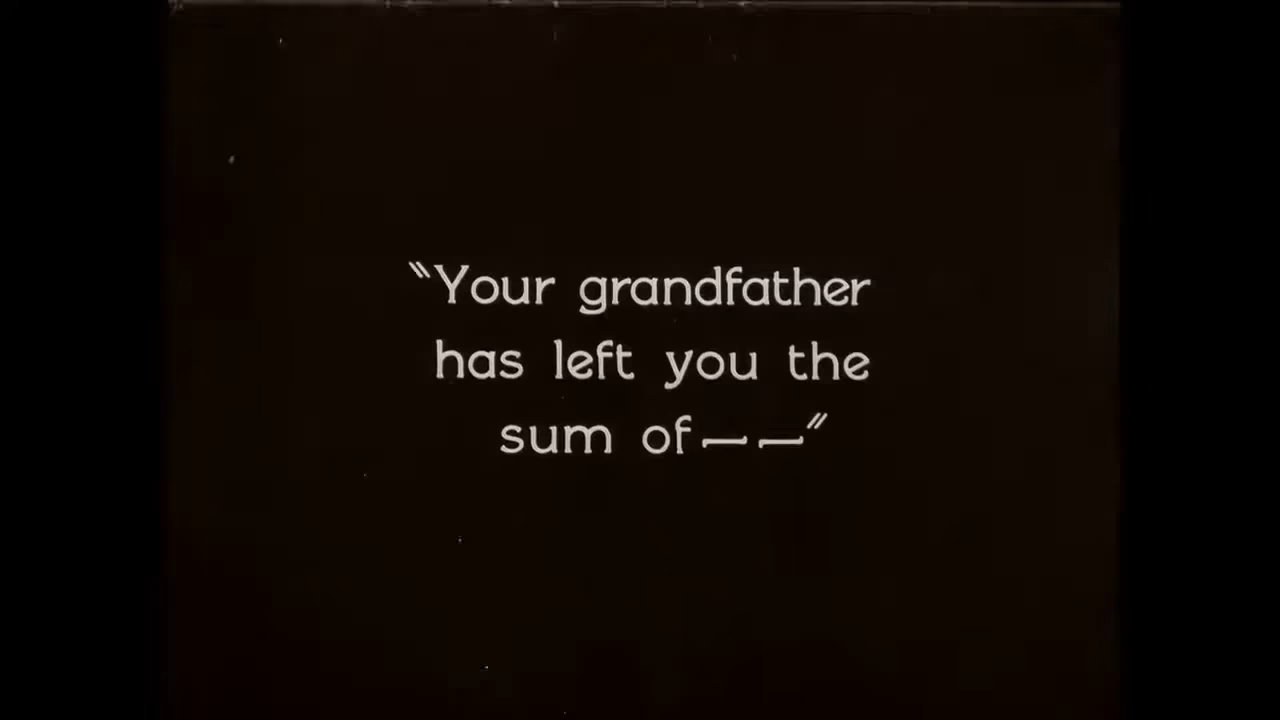 "Your grandfather
has left you the
sum of — —"